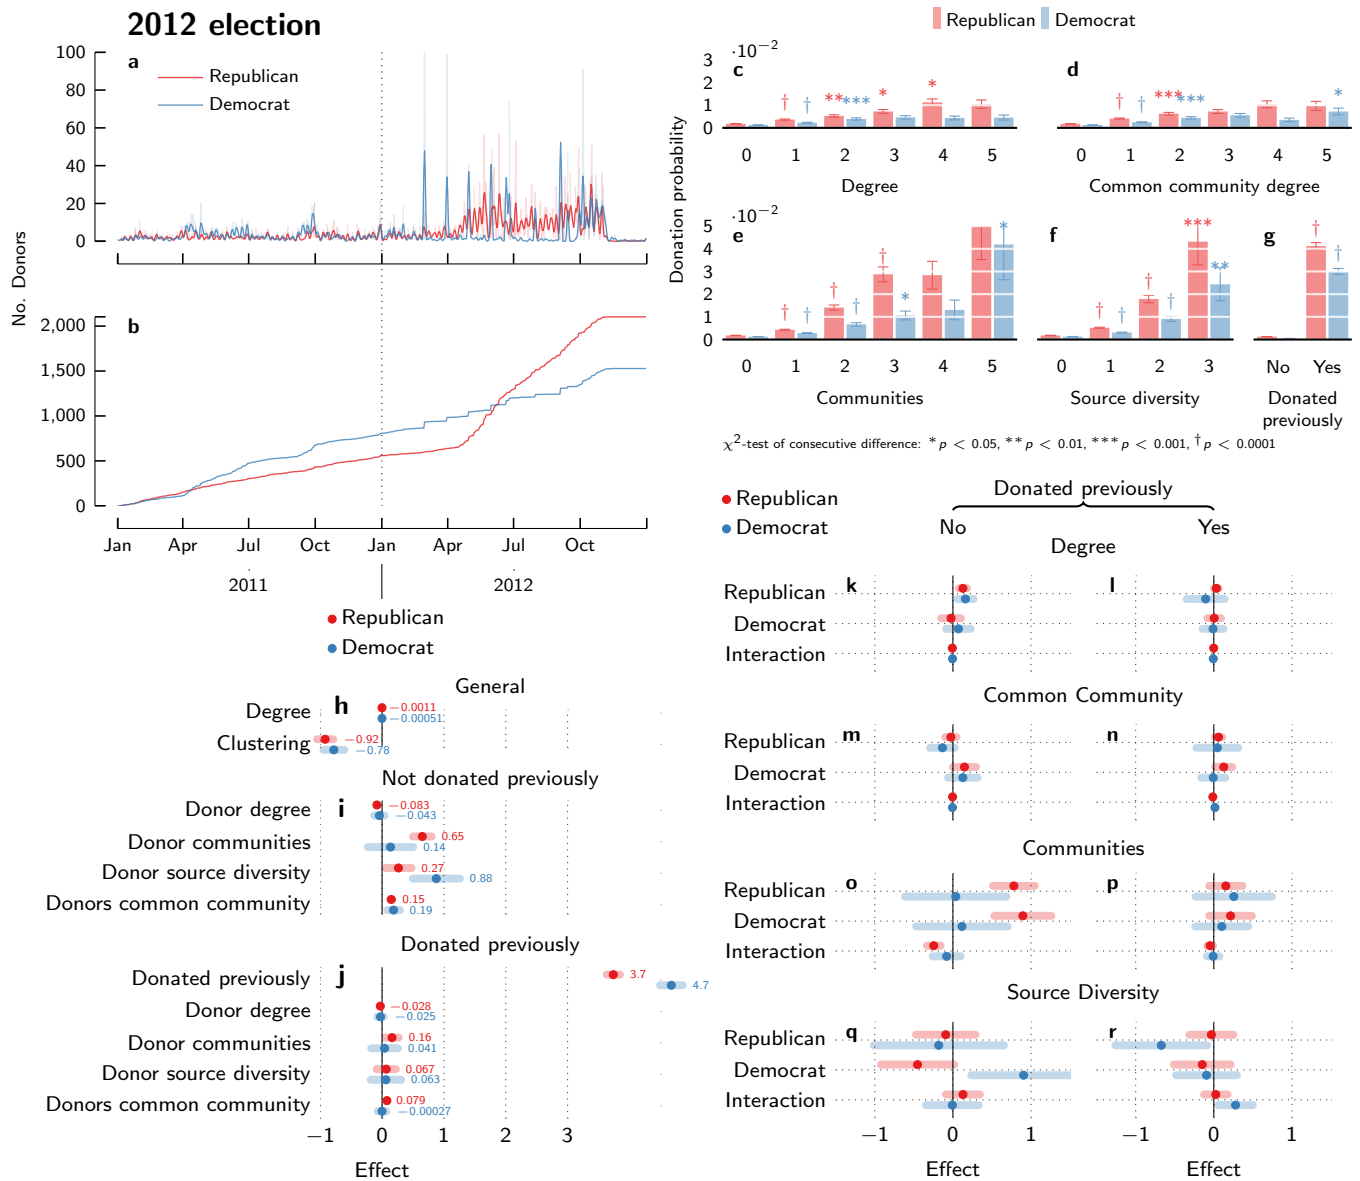 2012 election
a
Republican
Democrat
100
80
60
40
20
0
No. Donors
b
2,000
1,500
1,000
500
0
Jan Apr Jul Oct Jan Apr Jul Oct
2011 2012
Republican Democrat
·10−2
c
3
2
1
0
0 1 2 3 4 5
Degree
† ** † *** * *
d
0 1 2 3 4 5
Common community degree
† *** † *** *
Donation probability
·10−2
e
5
4
3
2
1
0
0 1 2 3 4 5
Communities
† † † † † * *
f
0 1 2 3
Source diversity
† † † † *** **
g
No Yes
Donated
previously
† †
χ2-test of consecutive difference: * p < 0.05, ** p < 0.01, *** p < 0.001, † p < 0.0001
Republican
Democrat
General
h
Degree −0.0011
−0.00051
Clustering −0.92
−0.78
Not donated previously
i
Donor degree −0.083
−0.043
Donor communities 0.65
0.14
Donor source diversity 0.27
0.88
Donors common community 0.15
0.19
Donated previously
j
Donated previously 3.7
4.7
Donor degree −0.028
−0.025
Donor communities 0.16
0.041
Donor source diversity 0.067
0.063
Donors common community 0.079
−0.00027
−1 0 1 2 3
Effect
Republican
Democrat
Donated previously
No Yes
Degree
k l
Republican
Democrat
Interaction
Common Community
m n
Republican
Democrat
Interaction
Communities
o p
Republican
Democrat
Interaction
Source Diversity
q r
Republican
Democrat
Interaction
−1 0 1 −1 0 1
Effect Effect